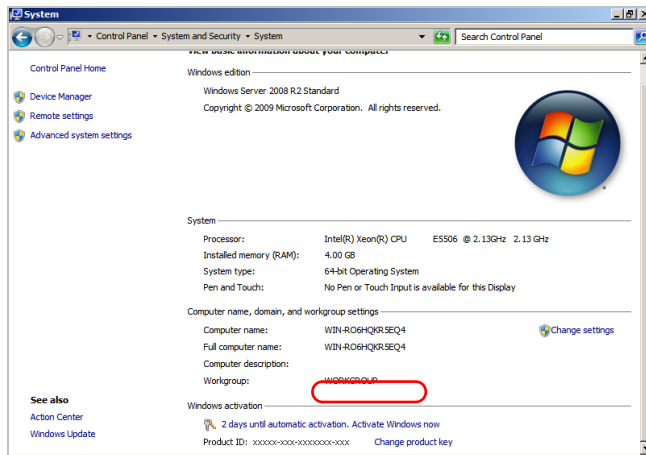 System
Control Panel ▸ System and Security ▸ System
Search Control Panel
View basic information about your computer
Control Panel Home
Device Manager
Remote settings
Advanced system settings
Windows edition
Windows Server 2008 R2 Standard
Copyright © 2009 Microsoft Corporation. All rights reserved.
System
Processor: Intel(R) Xeon(R) CPU E5506 @ 2.13GHz 2.13 GHz
Installed memory (RAM): 4.00 GB
System type: 64-bit Operating System
Pen and Touch: No Pen or Touch Input is available for this Display
Computer name, domain, and workgroup settings
Computer name: WIN-RO6HQKR5EQ4 Change settings
Full computer name: WIN-RO6HQKR5EQ4
Computer description:
Workgroup: WORKGROUP
Windows activation
2 days until automatic activation. Activate Windows now
Product ID: xxxxx-xxx-xxxxxxx-xxx Change product key
See also
Action Center
Windows Update